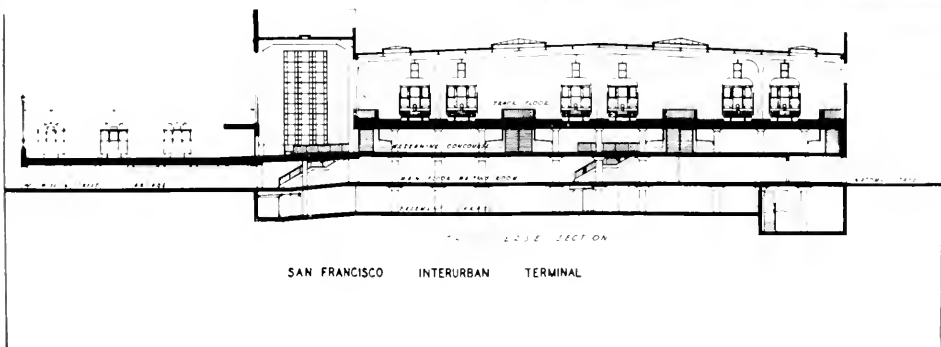 TRACK FLOOR
MEZZANINE CONCOURSE
MAIN FLOOR WAITING ROOM
BASEMENT
SECTION
SAN FRANCISCO INTERURBAN TERMINAL